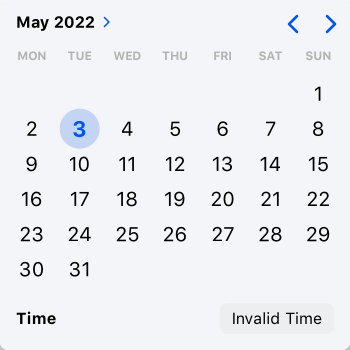 May 2022
MON TUE WED THU FRI SAT SUN
1
2 3 4 5 6 7 8
9 10 11 12 13 14 15
16 17 18 19 20 21 22
23 24 25 26 27 28 29
30 31
Time Invalid Time